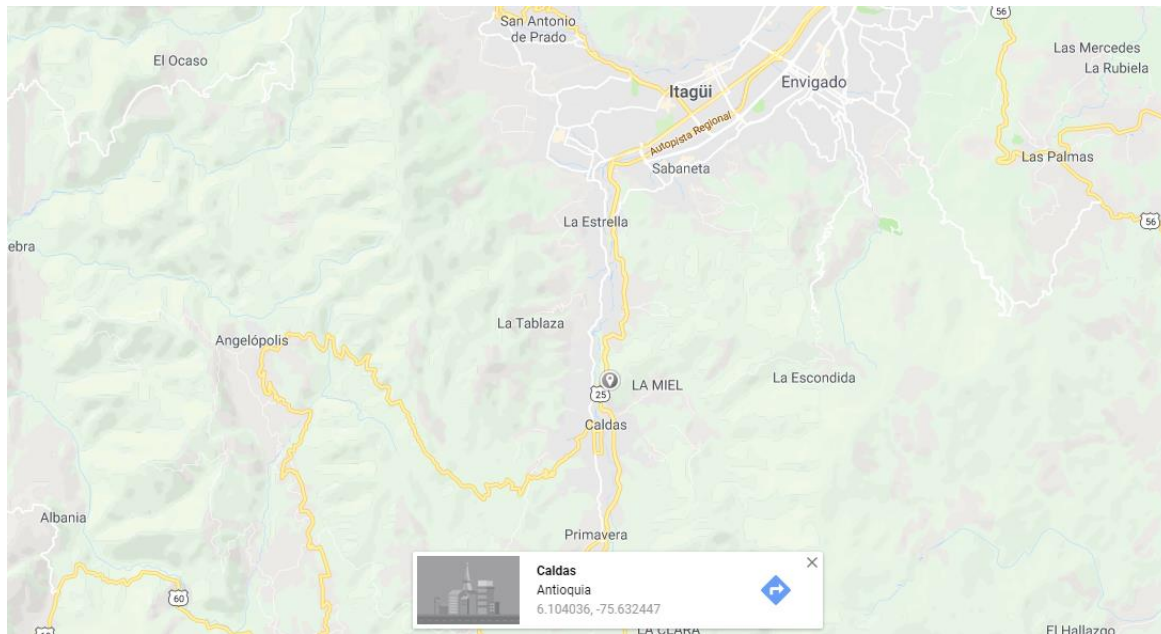 San Antonio
de Prado
56
El Ocaso
Las Mercedes
La Rubiela
Itagüí
Envigado
Autopista Regional
Las Palmas
Sabaneta
56
La Estrella
ebra
La Tablaza
Angelópolis
La Escondida
LA MIEL
25
Caldas
Albania
Primavera
Caldas
Antioquia
6.104036, -75.632447
60
LA CLARA
El Hallazgo